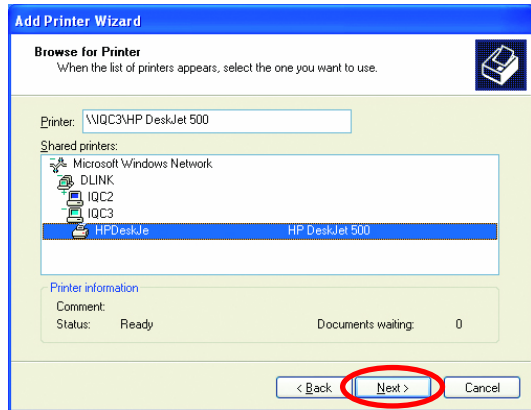 Add Printer Wizard
Browse for Printer
When the list of printers appears, select the one you want to use.
Printer: \\IQC3\HP DeskJet 500
Shared printers:
Microsoft Windows Network
DLINK
IQC2
IQC3
HPDeskJe HP DeskJet 500
Printer information
Comment:
Status: Ready Documents waiting: 0
< Back Next > Cancel